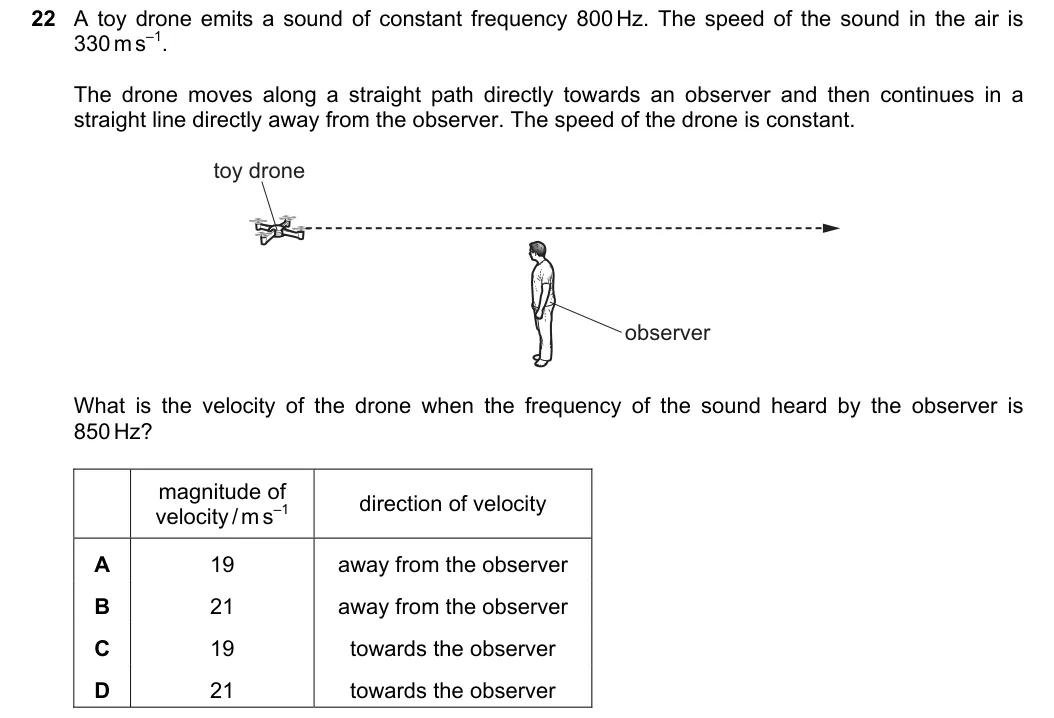 22 A toy drone emits a sound of constant frequency 800 Hz. The speed of the sound in the air is
330 m s⁻¹.
The drone moves along a straight path directly towards an observer and then continues in a
straight line directly away from the observer. The speed of the drone is constant.
toy drone
observer
What is the velocity of the drone when the frequency of the sound heard by the observer is
850 Hz?
magnitude of
velocity / m s⁻¹
direction of velocity
A 19 away from the observer
B 21 away from the observer
C 19 towards the observer
D 21 towards the observer